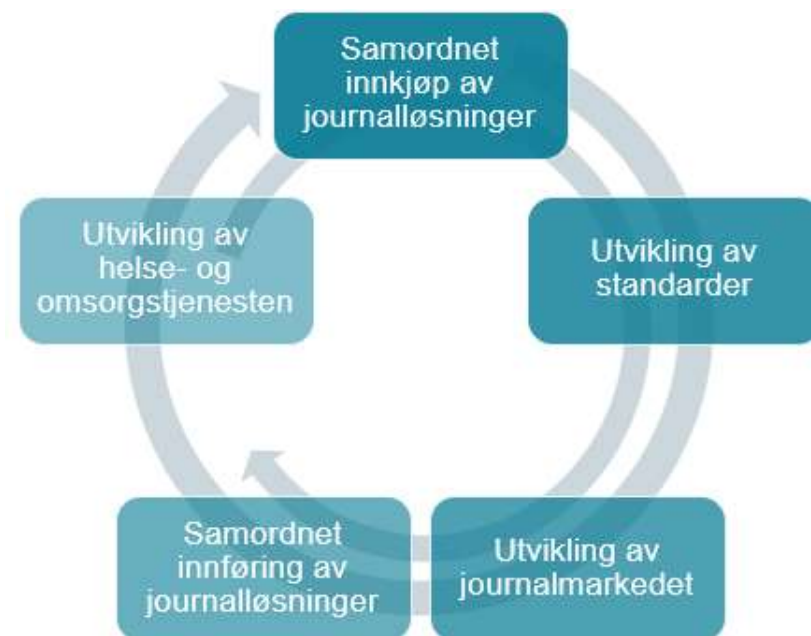 Samordnet
innkjøp av
journalløsninger
Utvikling av
standarder
Utvikling av
journalmarkedet
Samordnet
innføring av
journalløsninger
Utvikling av
helse- og
omsorgstjenesten